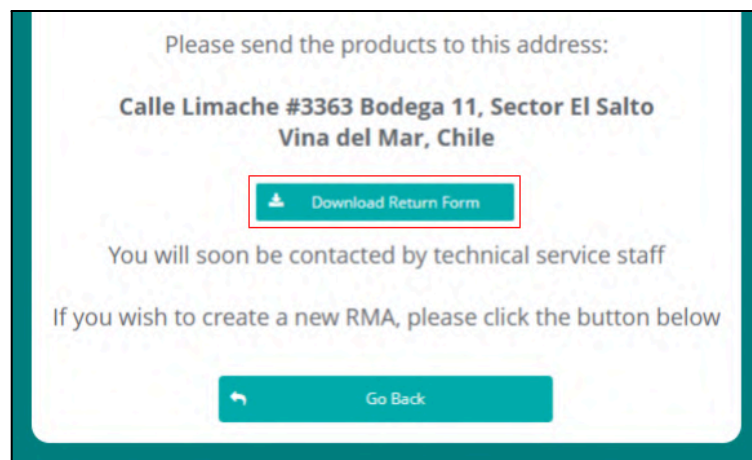 Please send the products to this address:
Calle Limache #3363 Bodega 11, Sector El Salto
Vina del Mar, Chile
Download Return Form
You will soon be contacted by technical service staff
If you wish to create a new RMA, please click the button below
Go Back